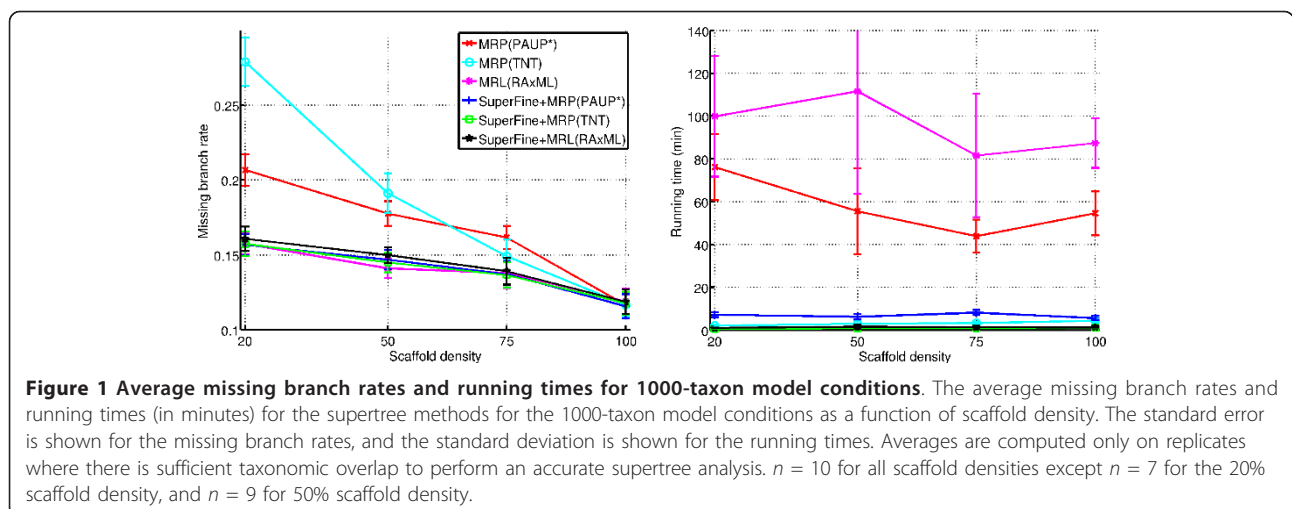 0.25
0.2
0.15
0.1
Missing branch rate
20 50 75 100
Scaffold density
MRP(PAUP*)
MRP(TNT)
MRL(RAxML)
SuperFine+MRP(PAUP*)
SuperFine+MRP(TNT)
SuperFine+MRL(RAxML)
140
120
100
80
60
40
20
0
Running time (min)
20 50 75 100
Scaffold density
Figure 1 Average missing branch rates and running times for 1000-taxon model conditions. The average missing branch rates and
running times (in minutes) for the supertree methods for the 1000-taxon model conditions as a function of scaffold density. The standard error
is shown for the missing branch rates, and the standard deviation is shown for the running times. Averages are computed only on replicates
where there is sufficient taxonomic overlap to perform an accurate supertree analysis. n = 10 for all scaffold densities except n = 7 for the 20%
scaffold density, and n = 9 for 50% scaffold density.